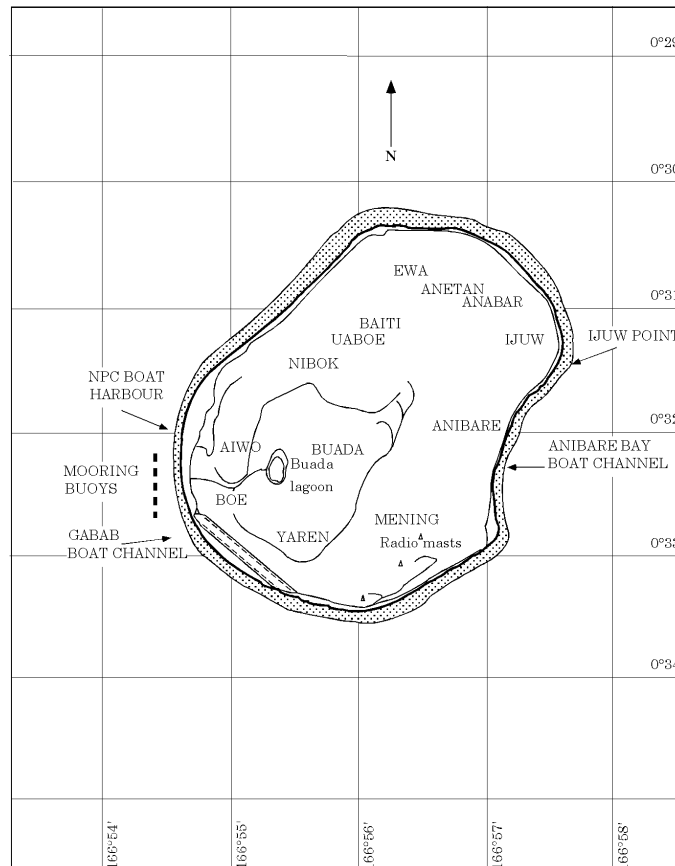 0°29
N
0°30
EWA
ANETAN
ANABAR
0°31
BAITI
UABOE
IJUW
IJUW POINT
NIBOK
NPC BOAT
HARBOUR
0°32
ANIBARE
AIWO
BUADA
ANIBARE BAY
BOAT CHANNEL
Buada
lagoon
MOORING
BUOYS
BOE
MENING
GABAB
BOAT CHANNEL
YAREN
Radio masts
0°33
0°34
166°54'
166°55'
166°56'
166°57'
166°58'